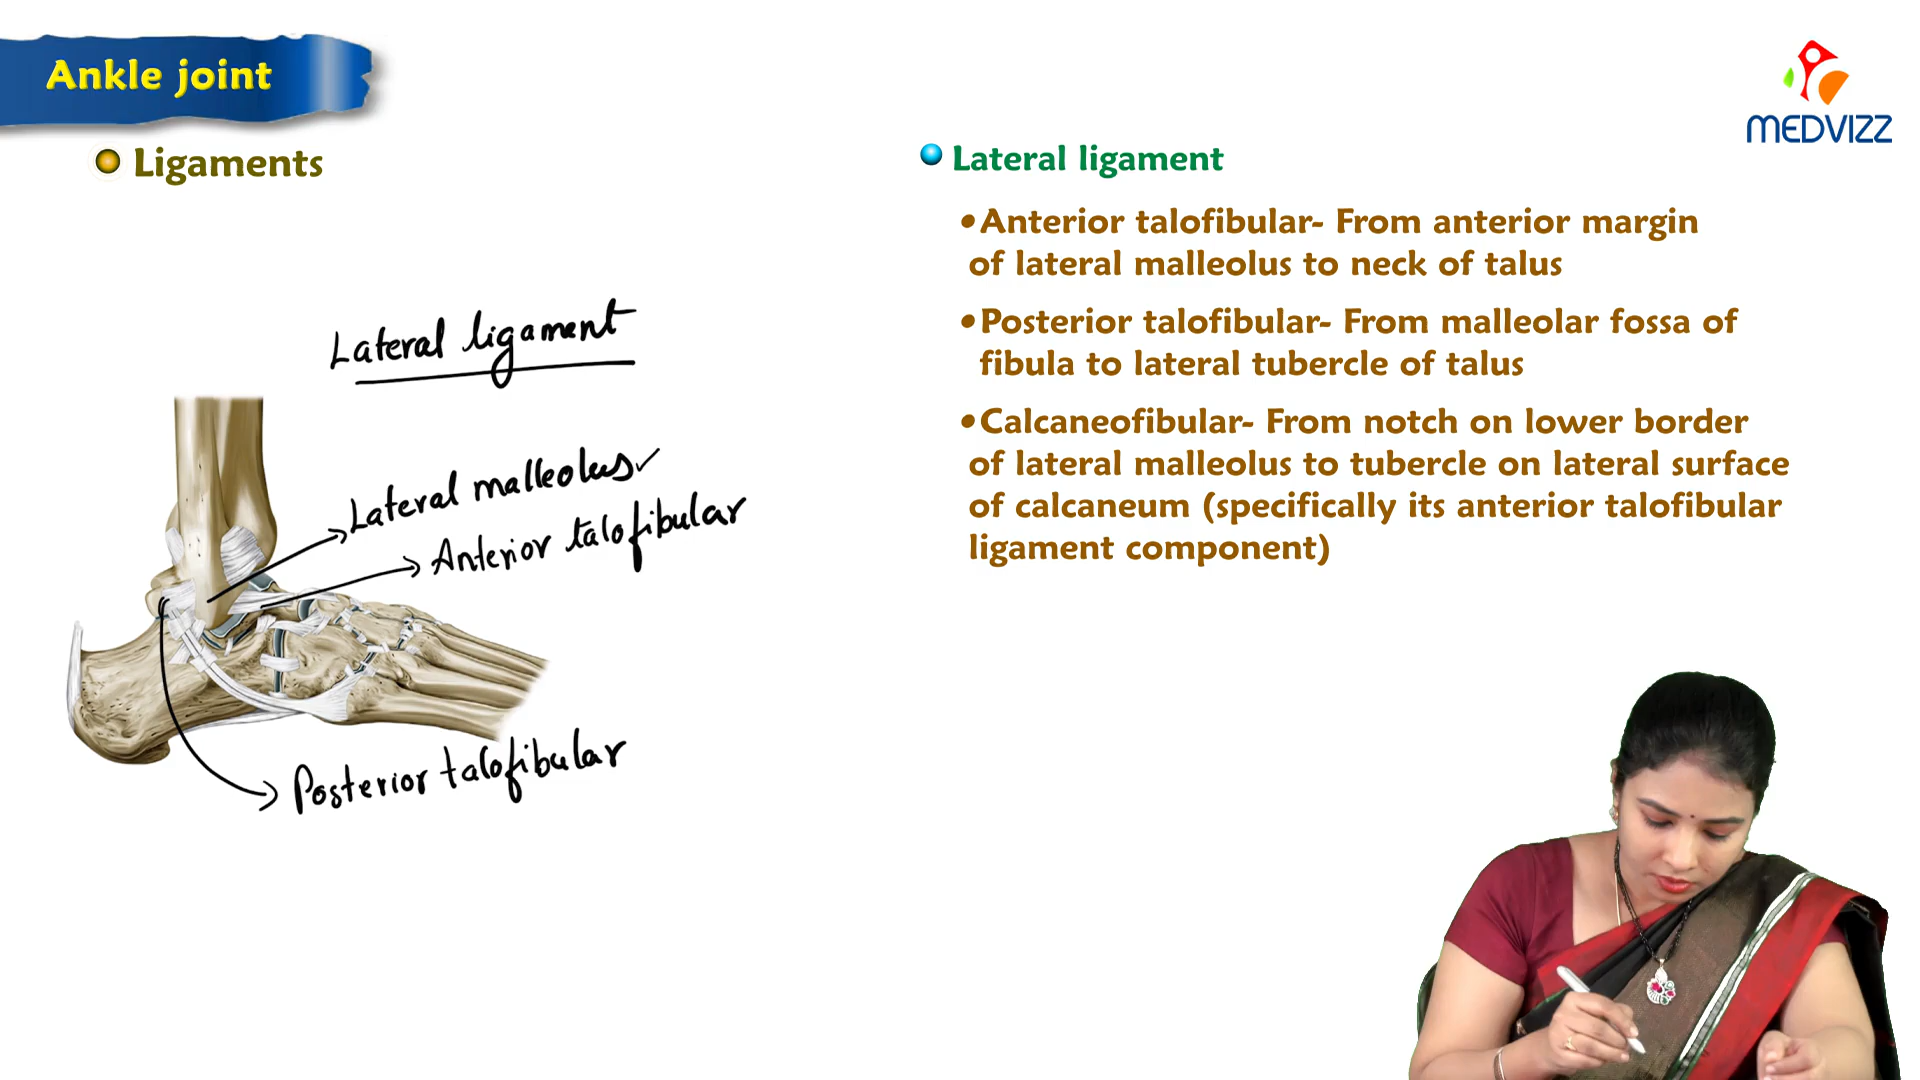 Ankle joint
MEDVIZZ
Ligaments
Lateral ligament
Lateral malleolus
Anterior talofibular
Posterior talofibular
Lateral ligament
•Anterior talofibular- From anterior margin
of lateral malleolus to neck of talus
•Posterior talofibular- From malleolar fossa of
fibula to lateral tubercle of talus
•Calcaneofibular- From notch on lower border
of lateral malleolus to tubercle on lateral surface
of calcaneum (specifically its anterior talofibular
ligament component)